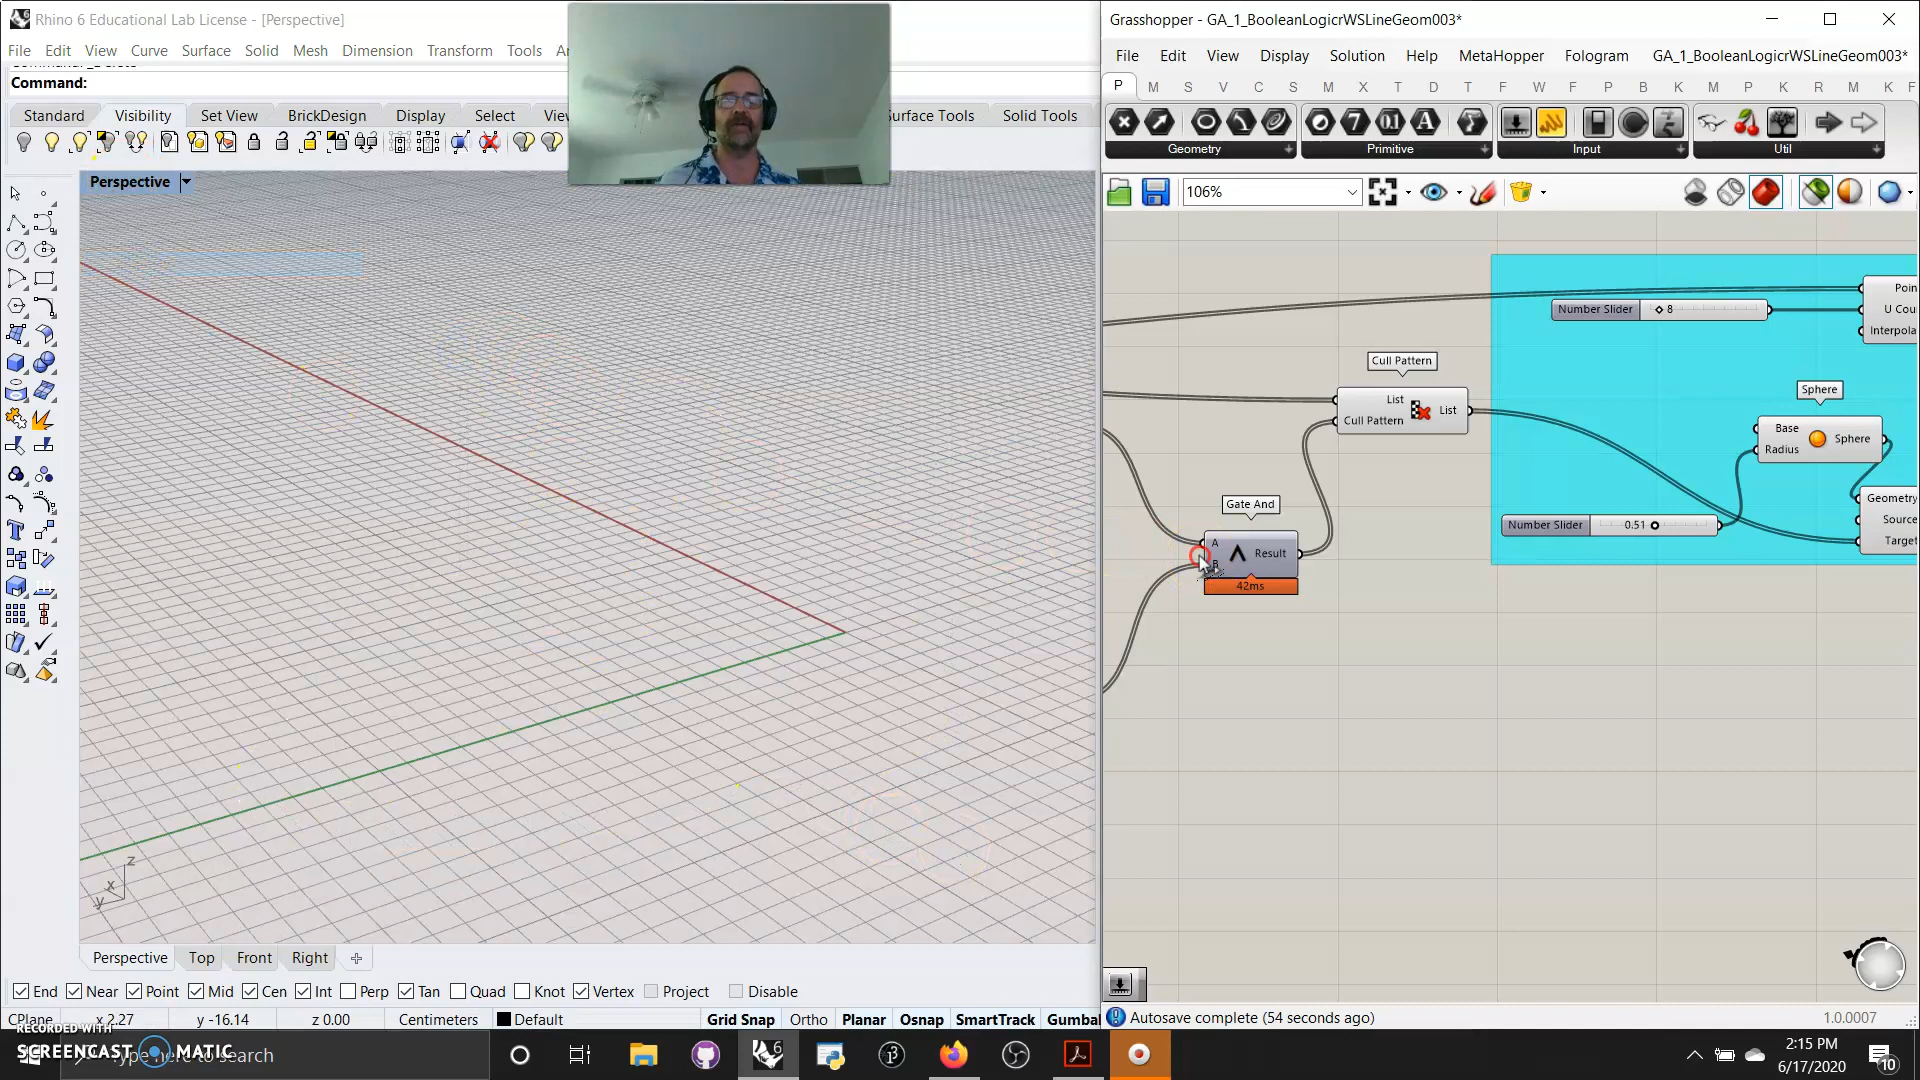 Rhino 6 Educational Lab License - [Perspective]
File Edit View Curve Surface Solid Mesh Dimension Transform Tools
Command:
Standard Visibility Set View BrickDesign Display Select urface Tools Solid Tools
Perspective
z
x
y
Perspective Top Front Right
End Near Point Mid Cen Int Perp Tan Quad Knot Vertex Project Disable
CPlane x 2.27 y -16.14 z 0.00 Centimeters Default Grid Snap Ortho Planar Osnap SmartTrack Gumbal
Grasshopper - GA_1_BooleanLogicrWSLineGeom003*
File Edit View Display Solution Help MetaHopper Fologram GA_1_BooleanLogicrWSLineGeom003*
P M S V C S M X T D T F W F P B K M P K R M K F
Geometry Primitive Input Util
106%
Poin
Number Slider 8
U Cou
Interpola
Cull Pattern
List
Cull Pattern
List
Sphere
Base
Radius
Sphere
Geometry
Source
Target
Number Slider 0.51
Gate And
A
B
Result
42ms
Autosave complete (54 seconds ago)
1.0.0007
RECORDED WITH
SCREENCAST MATIC
Type here to search
2:15 PM
6/17/2020
10